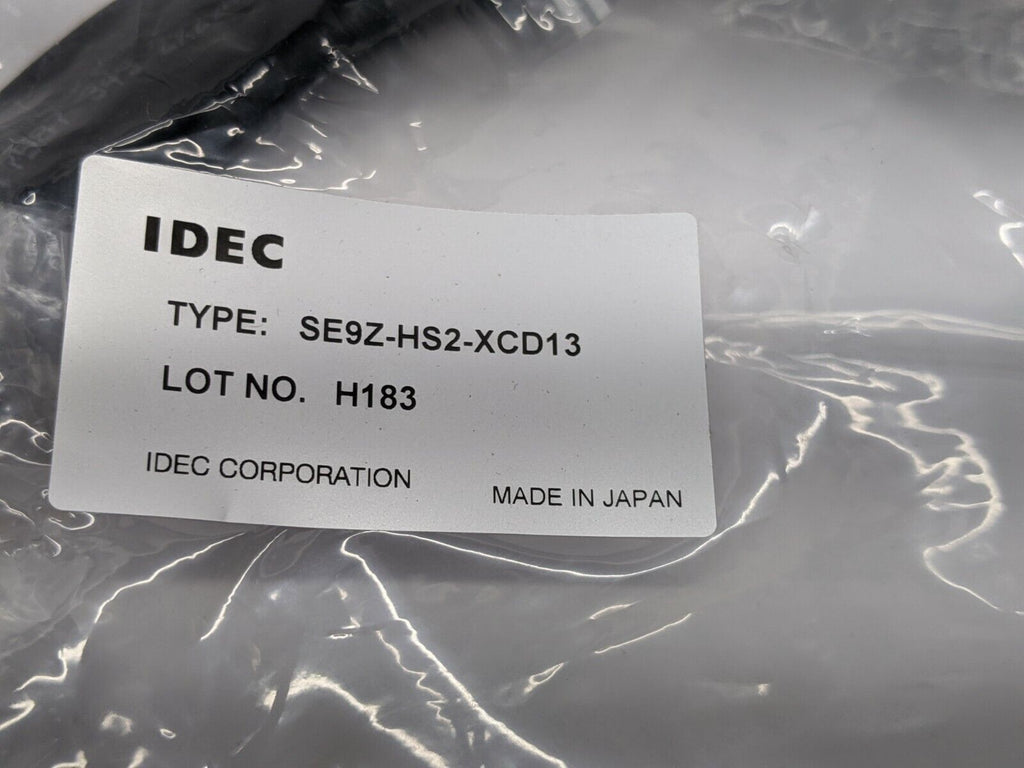 IDEC
TYPE: SE9Z-HS2-XCD13
LOT NO. H183
IDEC CORPORATION
MADE IN JAPAN